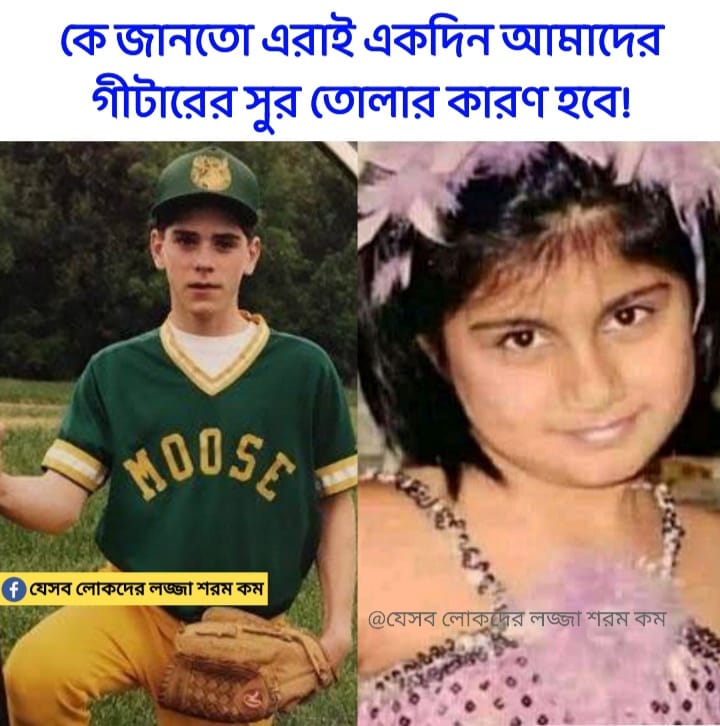 কে জানতো এরাই একদিন আমাদের
গীটারের সুর তোলার কারণ হবে!
MOOSE
f যেসব লোকদের লজ্জা শরম কম
@যেসব লোকদের লজ্জা শরম কম